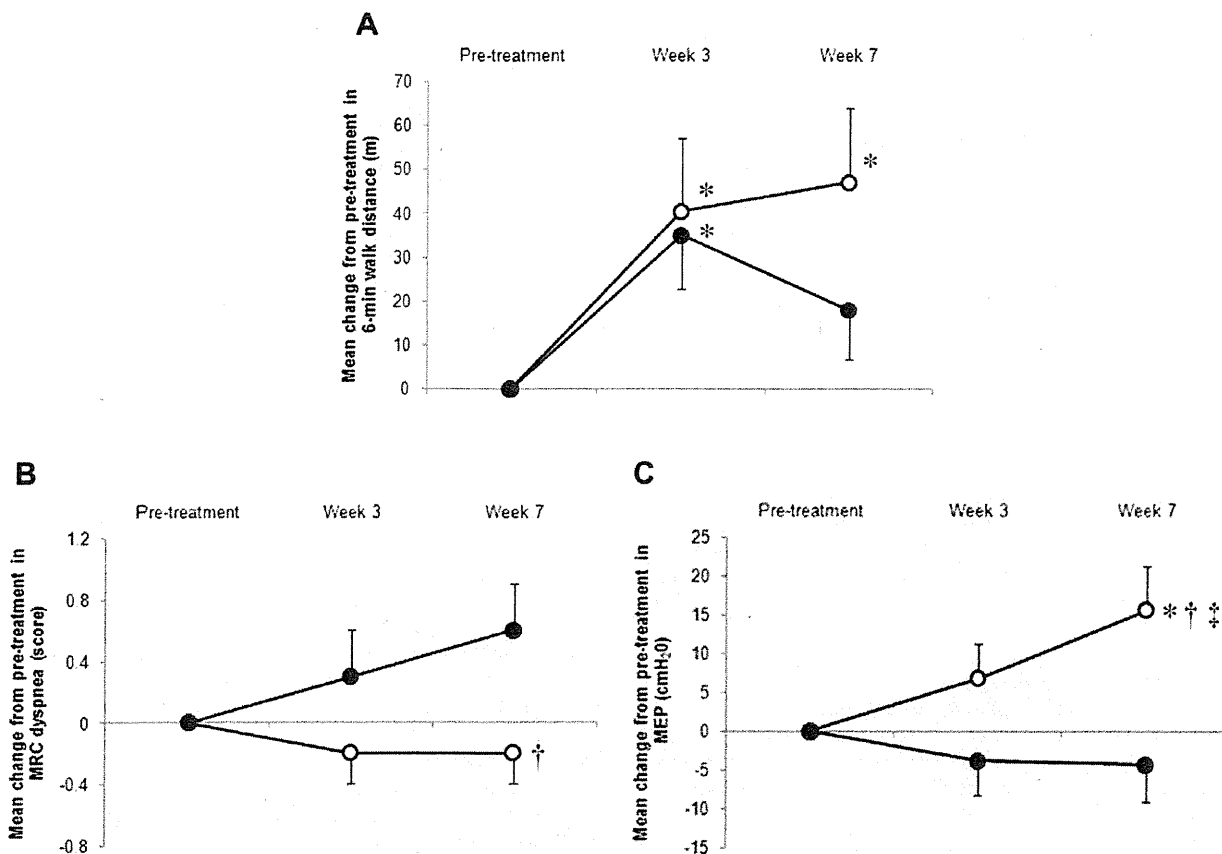 A
Pre-treatment Week 3 Week 7
Mean change from pre-treatment in
6-min walk distance (m)
70
60
50
40
30
20
10
0
*
*
*
B
Pre-treatment Week 3 Week 7
Mean change from pre-treatment in
MRC dyspnea (score)
1.2
0.8
0.4
0
-0.4
-0.8
†
C
Pre-treatment Week 3 Week 7
Mean change from pre-treatment in
MEP (cmH₂0)
25
20
15
10
5
0
-5
-10
-15
* † ‡